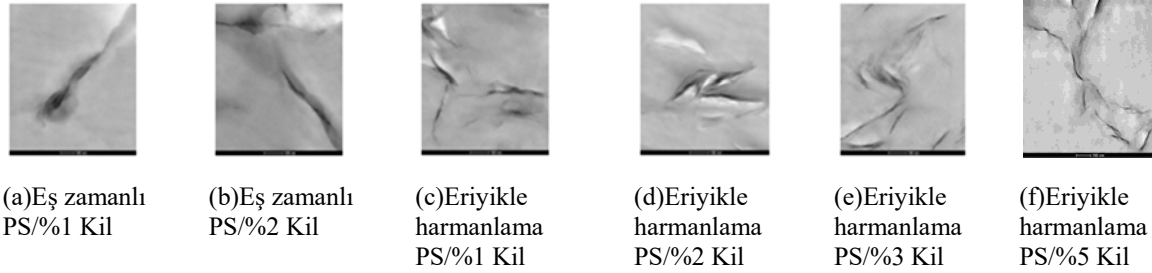 (a)Eş zamanlı
PS/%1 Kil
(b)Eş zamanlı
PS/%2 Kil
(c)Eriyikle
harmanlama
PS/%1 Kil
(d)Eriyikle
harmanlama
PS/%2 Kil
(e)Eriyikle
harmanlama
PS/%3 Kil
(f)Eriyikle
harmanlama
PS/%5 Kil